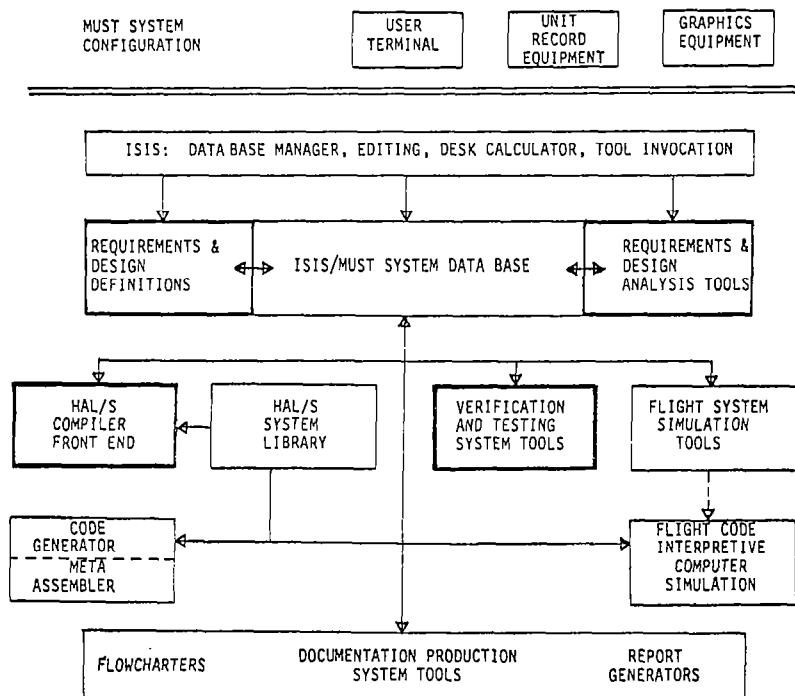 MUST SYSTEM
CONFIGURATION
USER
TERMINAL
UNIT
RECORD
EQUIPMENT
GRAPHICS
EQUIPMENT
ISIS: DATA BASE MANAGER, EDITING, DESK CALCULATOR, TOOL INVOCATION
REQUIREMENTS &
DESIGN
DEFINITIONS
ISIS/MUST SYSTEM DATA BASE
REQUIREMENTS &
DESIGN
ANALYSIS TOOLS
HAL/S
COMPILER
FRONT END
HAL/S
SYSTEM
LIBRARY
VERIFICATION
AND TESTING
SYSTEM TOOLS
FLIGHT SYSTEM
SIMULATION
TOOLS
CODE
GENERATOR
META
ASSEMBLER
FLIGHT CODE
INTERPRETIVE
COMPUTER
SIMULATION
FLOWCHARTERS
DOCUMENTATION PRODUCTION
SYSTEM TOOLS
REPORT
GENERATORS